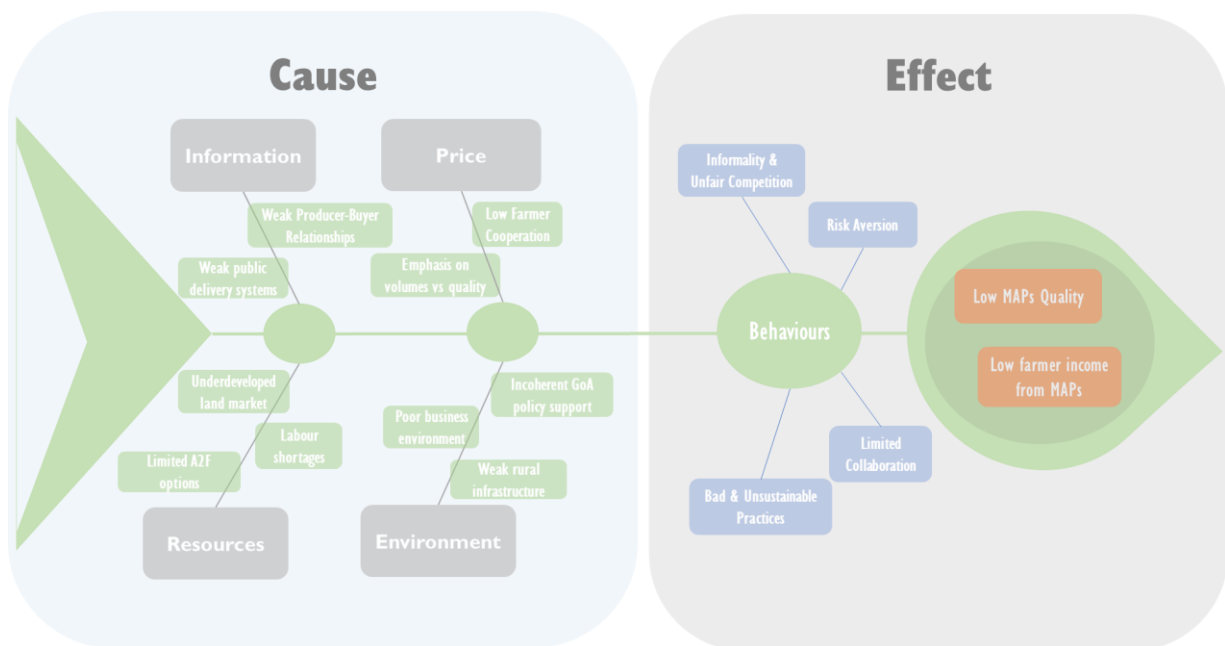 Cause
Effect
Information
Price
Weak Producer-Buyer
Relationships
Low Farmer
Cooperation
Weak public
delivery systems
Emphasis on
volumes vs quality
Underdeveloped
land market
Incoherent GoA
policy support
Poor business
environment
Labour
shortages
Limited A2F
options
Weak rural
infrastructure
Resources
Environment
Informality &
Unfair Competition
Risk Aversion
Behaviours
Low MAPs Quality
Low farmer income
from MAPs
Limited
Collaboration
Bad & Unsustainable
Practices